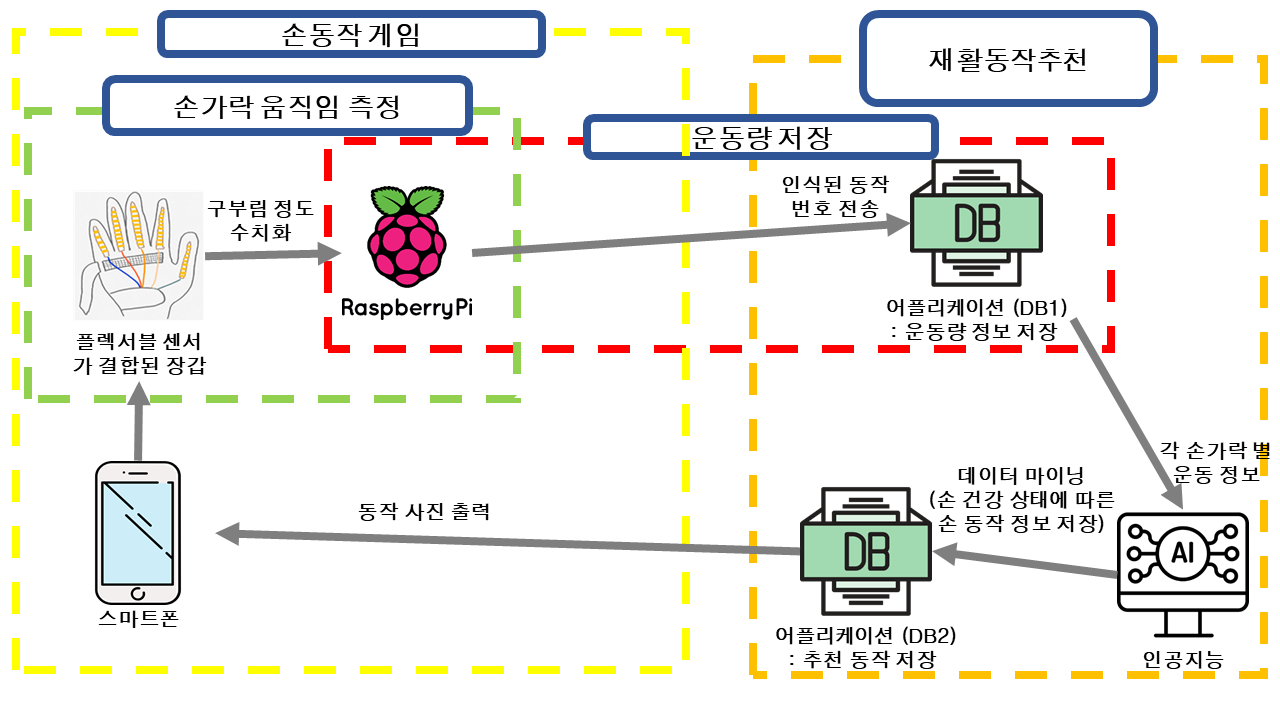 손동작 게임
재활동작추천
손가락 움직임 측정
운동량 저장
구부림 정도
수치화
인식된 동작
번호 전송
DB
RaspberryPi
어플리케이션 (DB1)
: 운동량 정보 저장
플렉서블 센서
가 결합된 장갑
각 손가락 별
운동 정보
데이터 마이닝
(손 건강 상태에 따른
손 동작 정보 저장)
동작 사진 출력
DB
AI
스마트폰
어플리케이션 (DB2)
: 추천 동작 저장
인공지능